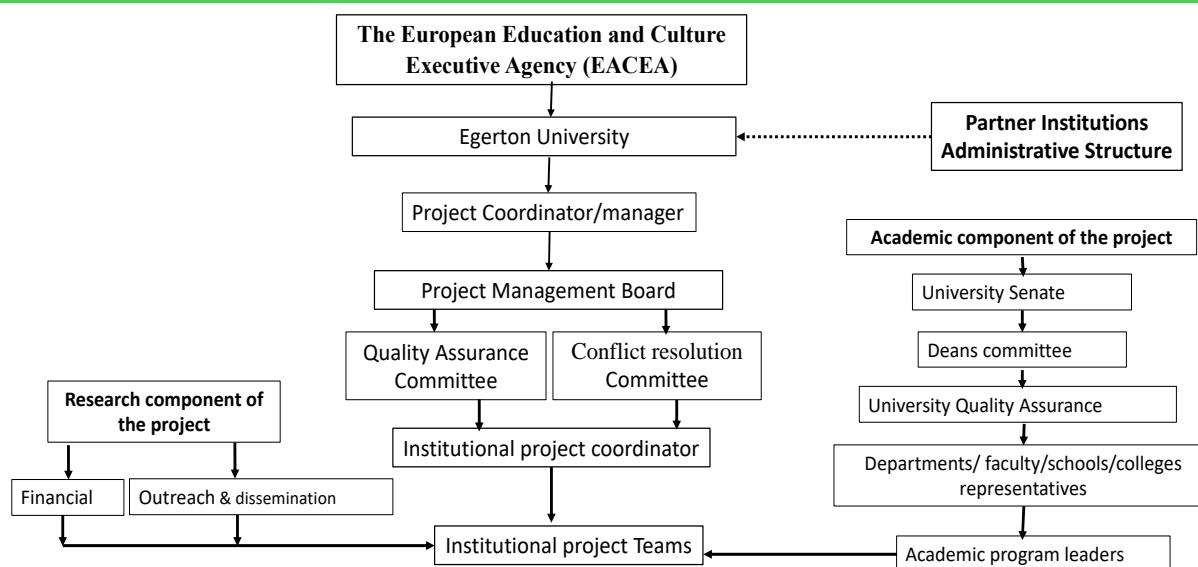 The European Education and Culture
Executive Agency (EACEA)
Egerton University
Partner Institutions
Administrative Structure
Project Coordinator/manager
Academic component of the project
Project Management Board
University Senate
Quality Assurance
Committee
Conflict resolution
Committee
Deans committee
Research component of
the project
University Quality Assurance
Institutional project coordinator
Departments/ faculty/schools/colleges
representatives
Financial
Outreach & dissemination
Institutional project Teams
Academic program leaders